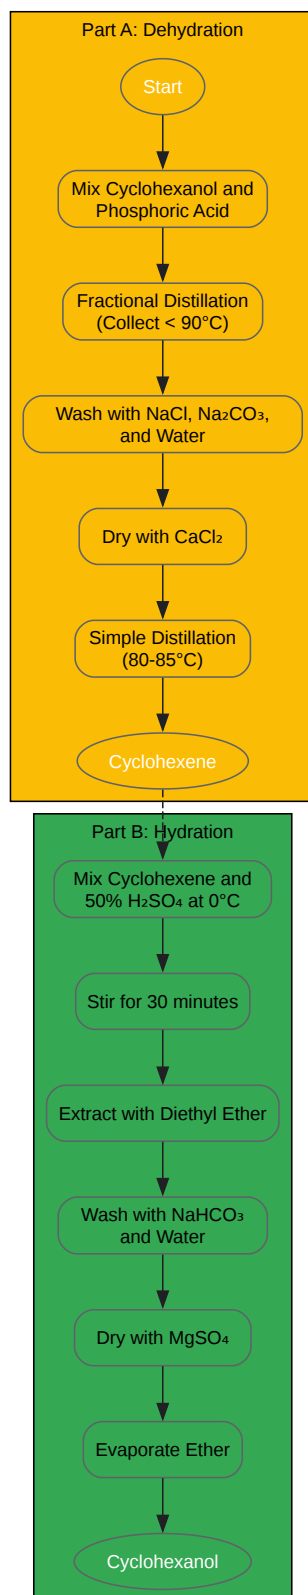 Part A: Dehydration
Start
Mix Cyclohexanol and
Phosphoric Acid
Fractional Distillation
(Collect < 90°C)
Wash with NaCl, Na₂CO₃,
and Water
Dry with CaCl₂
Simple Distillation
(80-85°C)
Cyclohexene
Part B: Hydration
Mix Cyclohexene and
50% H₂SO₄ at 0°C
Stir for 30 minutes
Extract with Diethyl Ether
Wash with NaHCO₃
and Water
Dry with MgSO₄
Evaporate Ether
Cyclohexanol